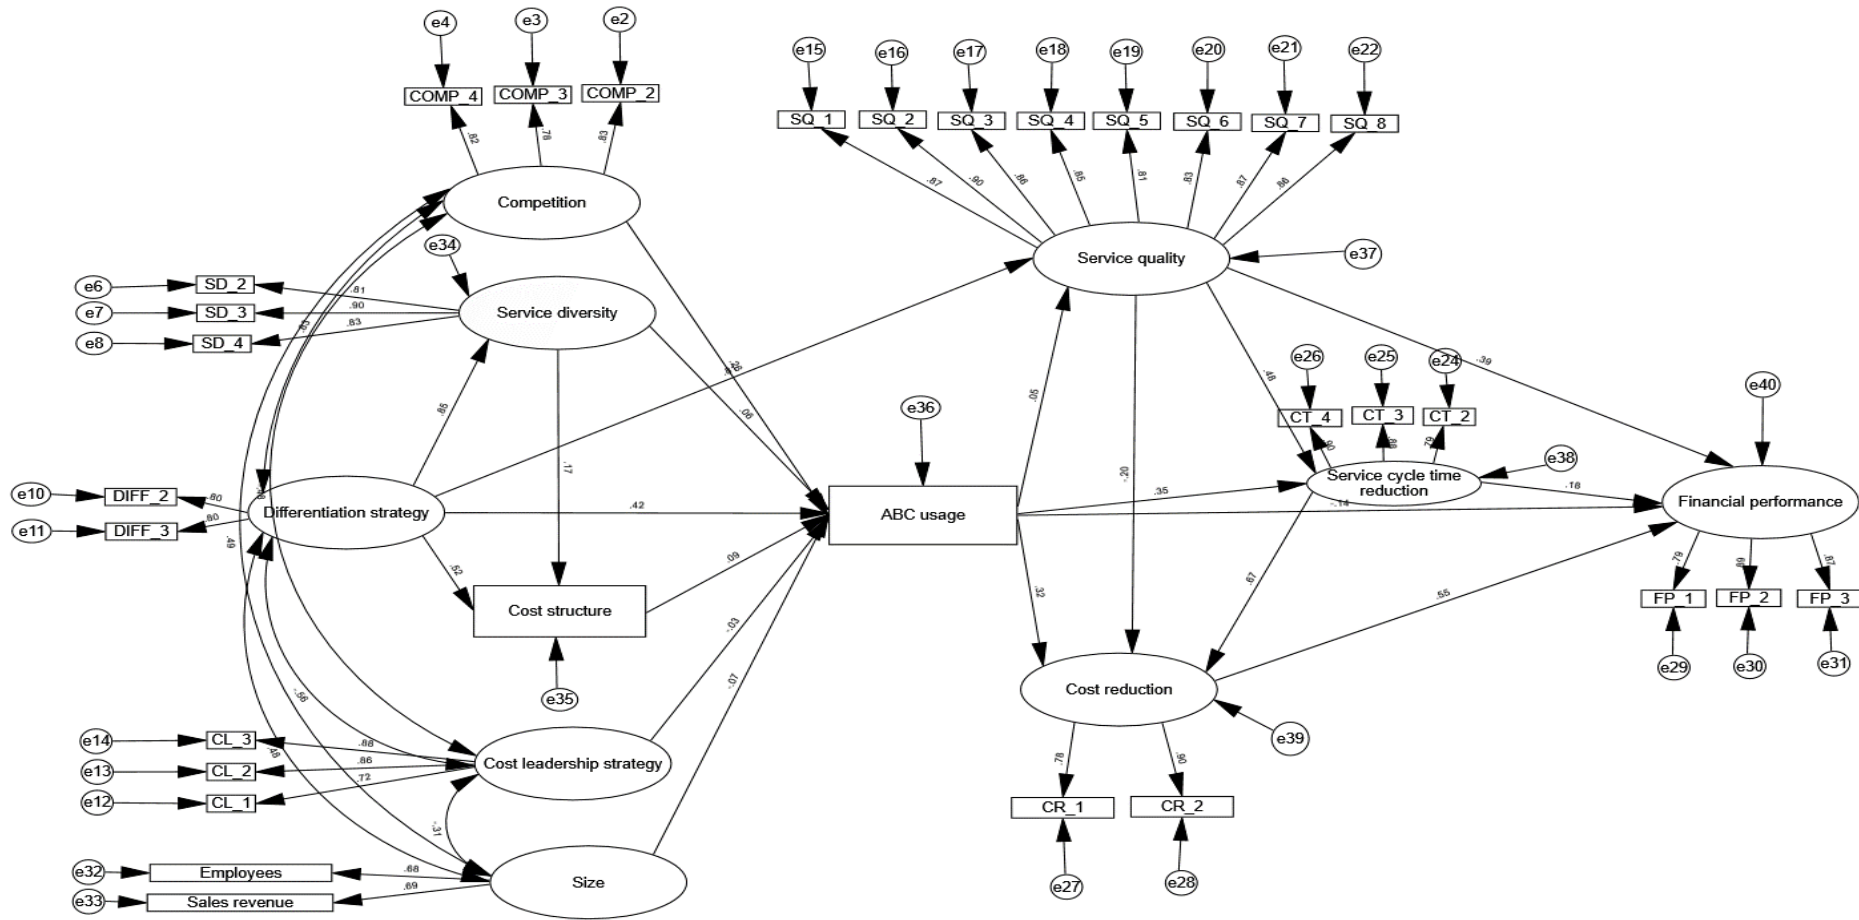 e4
e3
e2
COMP_4
COMP_3
COMP_2
.82
.78
.83
Competition
e15
e16
e17
e18
e19
e20
e21
e22
SQ_1
SQ_2
SQ_3
SQ_4
SQ_5
SQ_6
SQ_7
SQ_8
.87
.90
.86
.85
.81
.83
.87
.86
Service quality
e37
e34
e6
SD_2
.81
e7
SD_3
.90
e8
SD_4
.83
Service diversity
.26
.06
.85
.17
.05
.48
.39
-.20
e26
e25
e24
CT_4
CT_3
CT_2
.90
.88
.79
e38
Service cycle time
reduction
e40
e36
e10
DIFF_2
.80
e11
DIFF_3
.80
Differentiation strategy
.42
ABC usage
.35
.18
-.14
Financial performance
.49
.52
.09
.32
.67
.55
.79
.87
Cost structure
FP_1
FP_2
FP_3
e29
e30
e31
e35
-.03
-.07
-.56
.48
Cost reduction
e39
e14
CL_3
.88
e13
CL_2
.86
e12
CL_1
.72
Cost leadership strategy
.78
.90
CR_1
CR_2
-.31
e32
Employees
.68
e33
Sales revenue
.69
Size
e27
e28